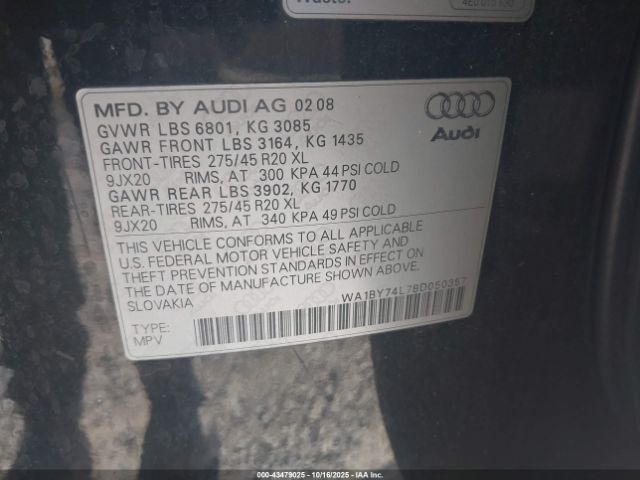 MFD. BY AUDI AG 02 08
GVWR LBS 6801, KG 3085
GAWR FRONT LBS 3164, KG 1435
FRONT-TIRES 275/45 R20 XL
9JX20 RIMS, AT 300 KPA 44 PSI COLD
GAWR REAR LBS 3902, KG 1770
REAR-TIRES 275/45 R20 XL
9JX20 RIMS, AT 340 KPA 49 PSI COLD
THIS VEHICLE CONFORMS TO ALL APPLICABLE
U.S. FEDERAL MOTOR VEHICLE SAFETY AND
THEFT PREVENTION STANDARDS IN EFFECT ON
THE DATE OF MANUFACTURE SHOWN ABOVE.
SLOVAKIA
WA1BY74L78D050357
TYPE:
MPV
Audi
000-43479025 - 10/16/2025 - IAAI - Copart, Inc.